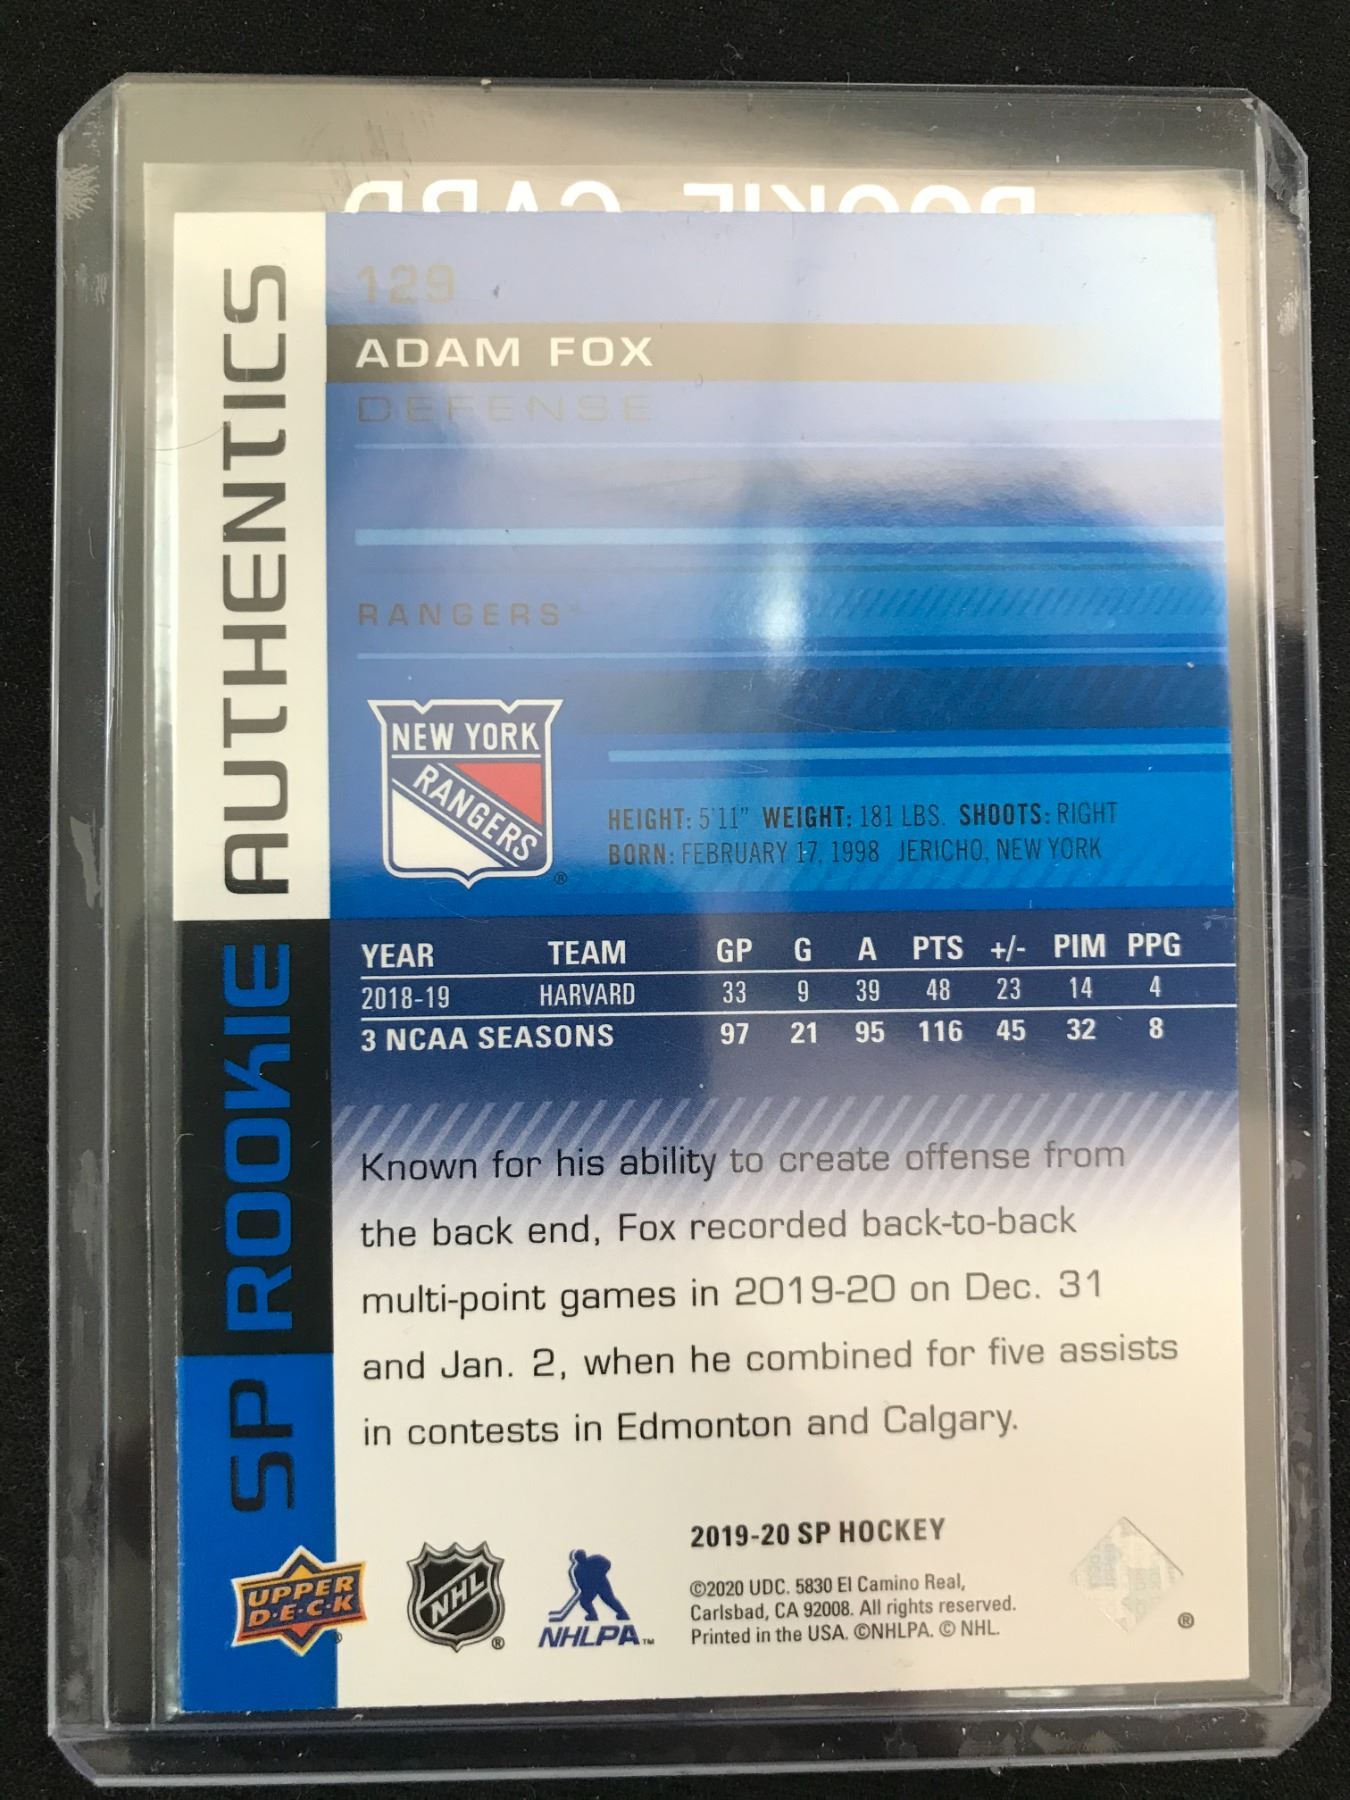 ROOKIE CARD
129
ADAM FOX
DEFENSE
RANGERS
NEW YORK
RANGERS
®
HEIGHT: 5'11" WEIGHT: 181 LBS. SHOOTS: RIGHT
BORN: FEBRUARY 17, 1998 JERICHO, NEW YORK
YEAR TEAM GP G A PTS +/- PIM PPG
2018-19 HARVARD 33 9 39 48 23 14 4
3 NCAA SEASONS 97 21 95 116 45 32 8
Known for his ability to create offense from
the back end, Fox recorded back-to-back
multi-point games in 2019-20 on Dec. 31
and Jan. 2, when he combined for five assists
in contests in Edmonton and Calgary.
SP ROOKIE AUTHENTICS
UPPER
D·E·C·K
®
NHL
®
NHLPA™
2019-20 SP HOCKEY
©2020 UDC. 5830 El Camino Real,
Carlsbad, CA 92008. All rights reserved.
Printed in the USA. ©NHLPA. © NHL.
®